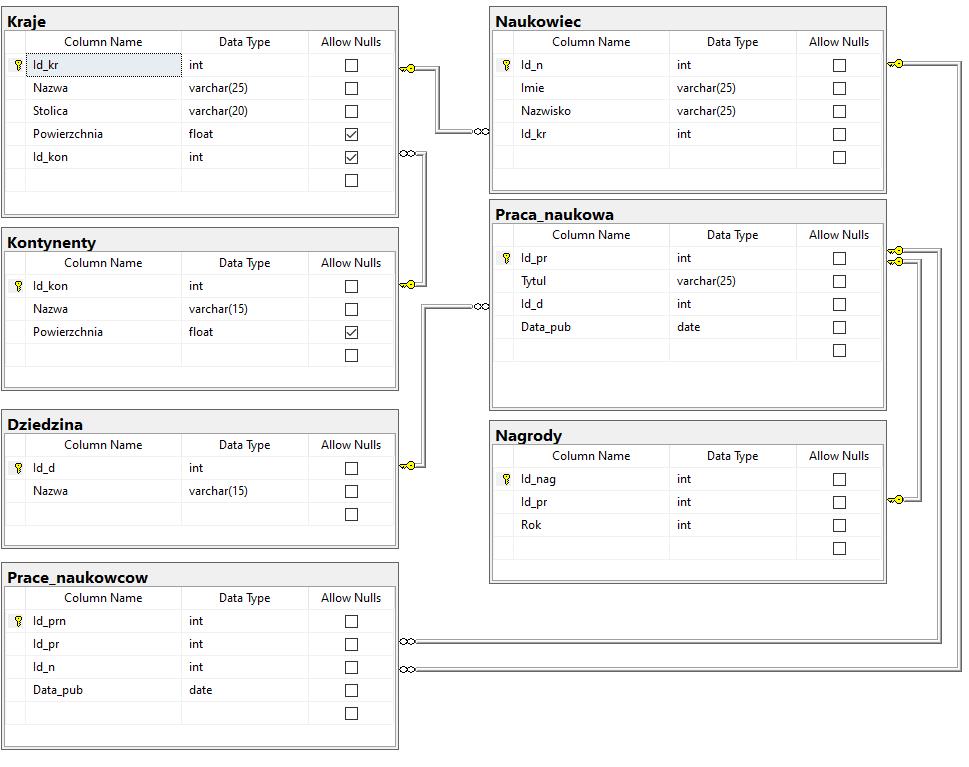 Kraje
Column Name Data Type Allow Nulls
Id_kr int
Nazwa varchar(25)
Stolica varchar(20)
Powierzchnia float
Id_kon int
Kontynenty
Column Name Data Type Allow Nulls
Id_kon int
Nazwa varchar(15)
Powierzchnia float
Dziedzina
Column Name Data Type Allow Nulls
Id_d int
Nazwa varchar(15)
Prace_naukowcow
Column Name Data Type Allow Nulls
Id_prn int
Id_pr int
Id_n int
Data_pub date
Naukowiec
Column Name Data Type Allow Nulls
Id_n int
Imie varchar(25)
Nazwisko varchar(25)
Id_kr int
Praca_naukowa
Column Name Data Type Allow Nulls
Id_pr int
Tytul varchar(25)
Id_d int
Data_pub date
Nagrody
Column Name Data Type Allow Nulls
Id_nag int
Id_pr int
Rok int